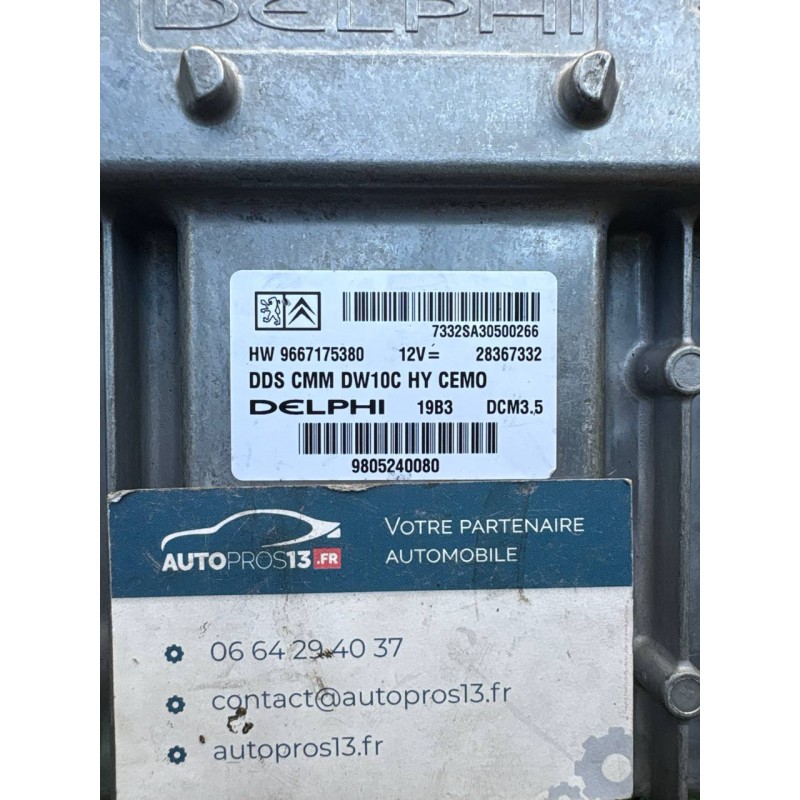 DELPHI
7332SA30500266
HW 9667175380 12V= 28367332
DDS CMM DW10C HY CEMO
DELPHI 19B3 DCM3.5
9805240080
AUTOPROS13.FR
VOTRE PARTENAIRE
AUTOMOBILE
06 64 29 40 37
contact@autopros13.fr
autopros13.fr